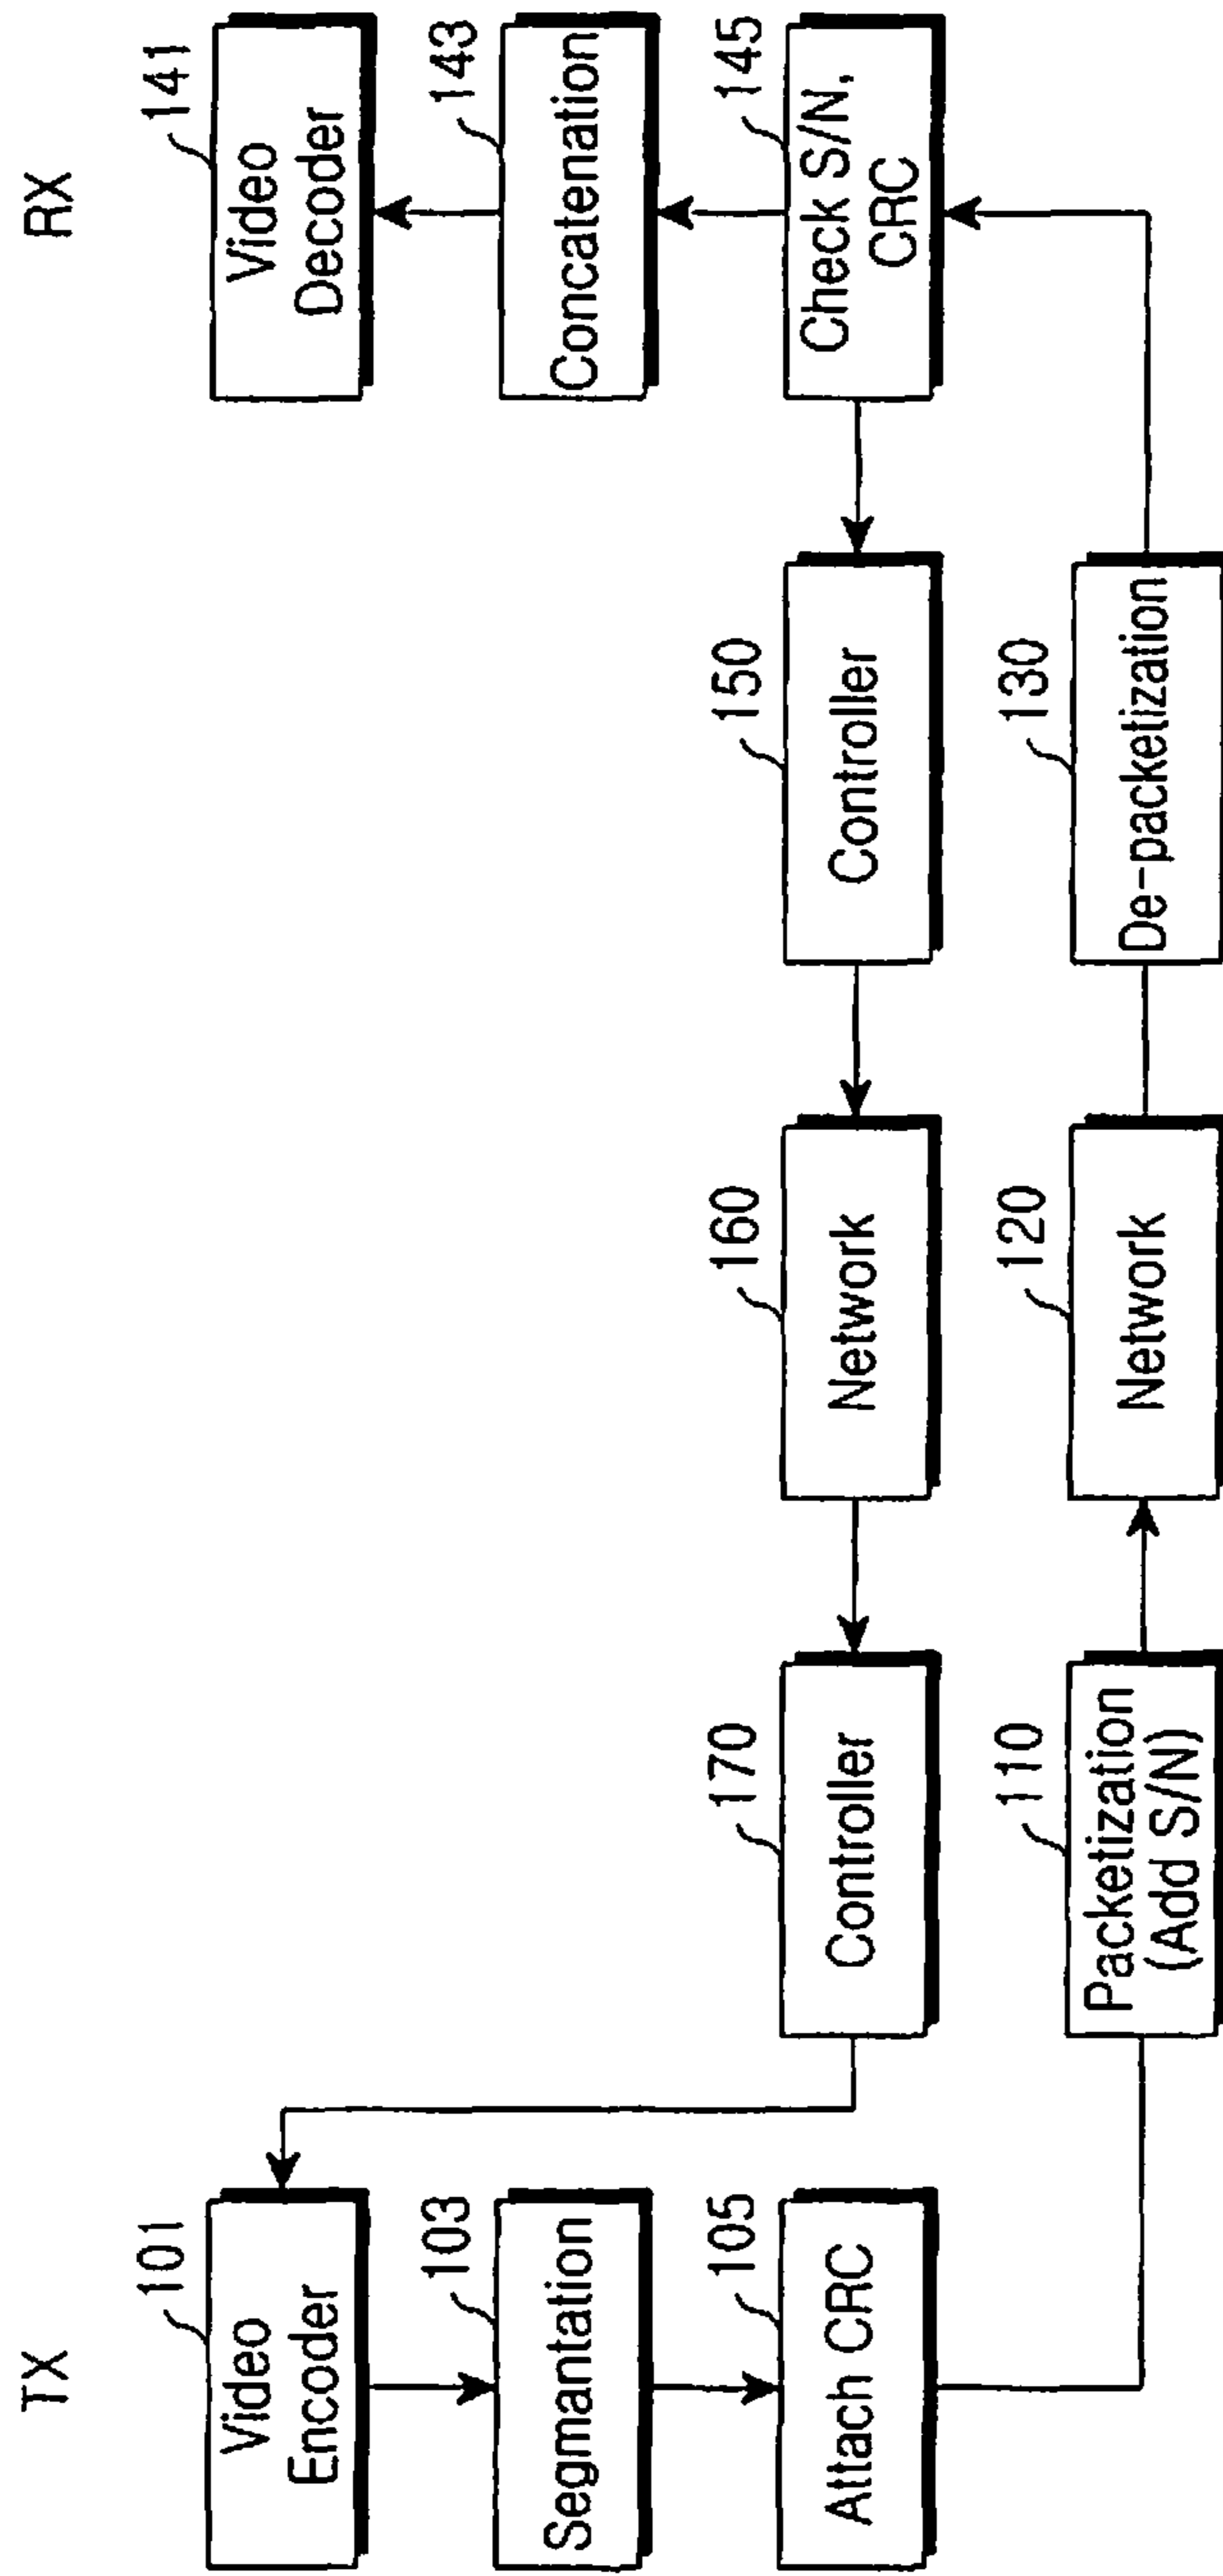 TX
RX
101
Video
Encoder
141
Video
Decoder
103
Segmantation
143
Concatenation
105
Attach CRC
170
Controller
160
Network
150
Controller
145
Check S/N,
CRC
110
Packetization
(Add S/N)
120
Network
130
De-packetization